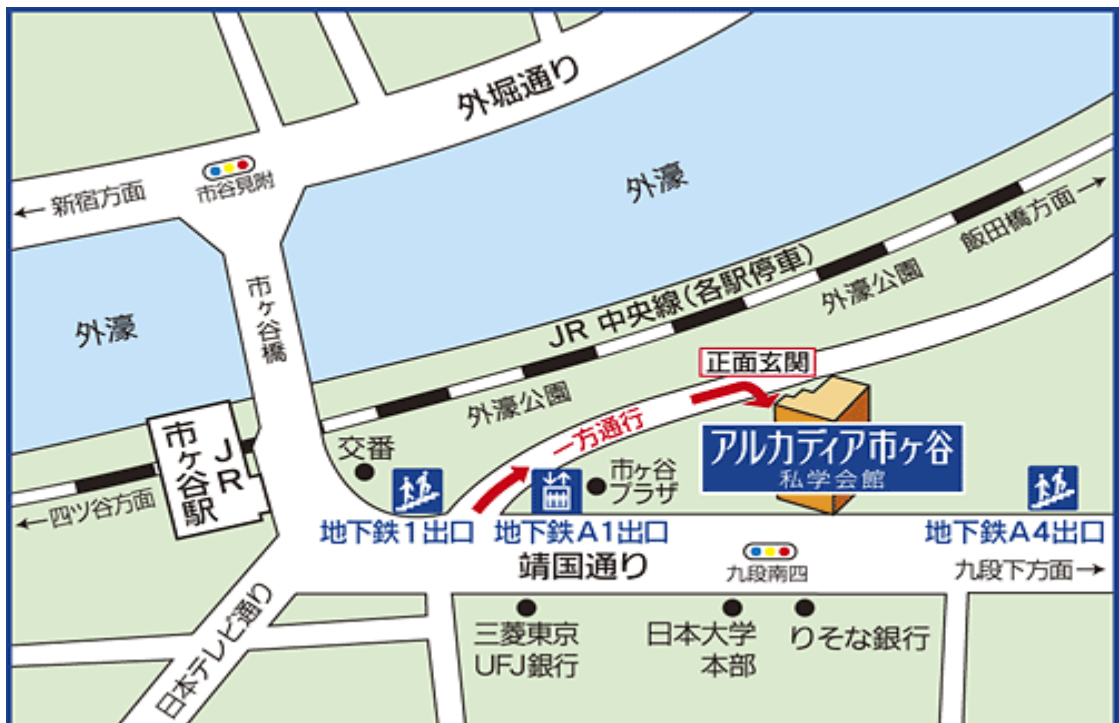 外堀通り
市谷見附
←新宿方面
外濠
飯田橋方面→
市ヶ谷橋
外濠
JR 中央線(各駅停車)
外濠公園
正面玄関
外濠公園
一方通行
アルカディア市ヶ谷
私学会館
交番
市ヶ谷
プラザ
JR
市ヶ谷駅
←四ツ谷方面
地下鉄1出口
地下鉄A1出口
地下鉄A4出口
靖国通り
九段南四
九段下方面→
日本テレビ通り
三菱東京
UFJ銀行
日本大学
本部
りそな銀行